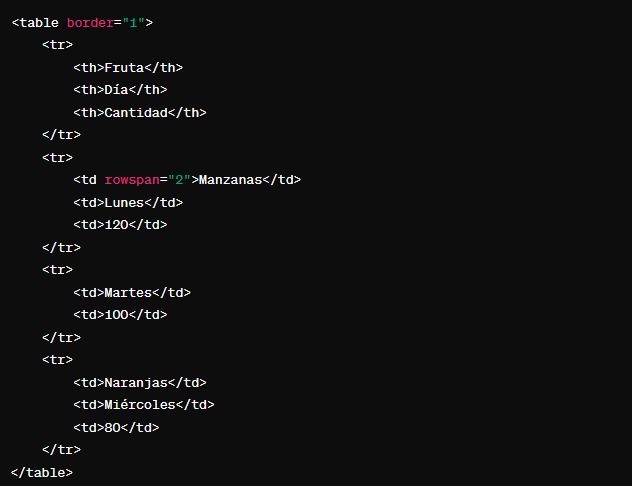 <table border="1">
<tr>
<th>Fruta</th>
<th>Día</th>
<th>Cantidad</th>
</tr>
<tr>
<td rowspan="2">Manzanas</td>
<td>Lunes</td>
<td>120</td>
</tr>
<tr>
<td>Martes</td>
<td>100</td>
</tr>
<tr>
<td>Naranjas</td>
<td>Miércoles</td>
<td>80</td>
</tr>
</table>